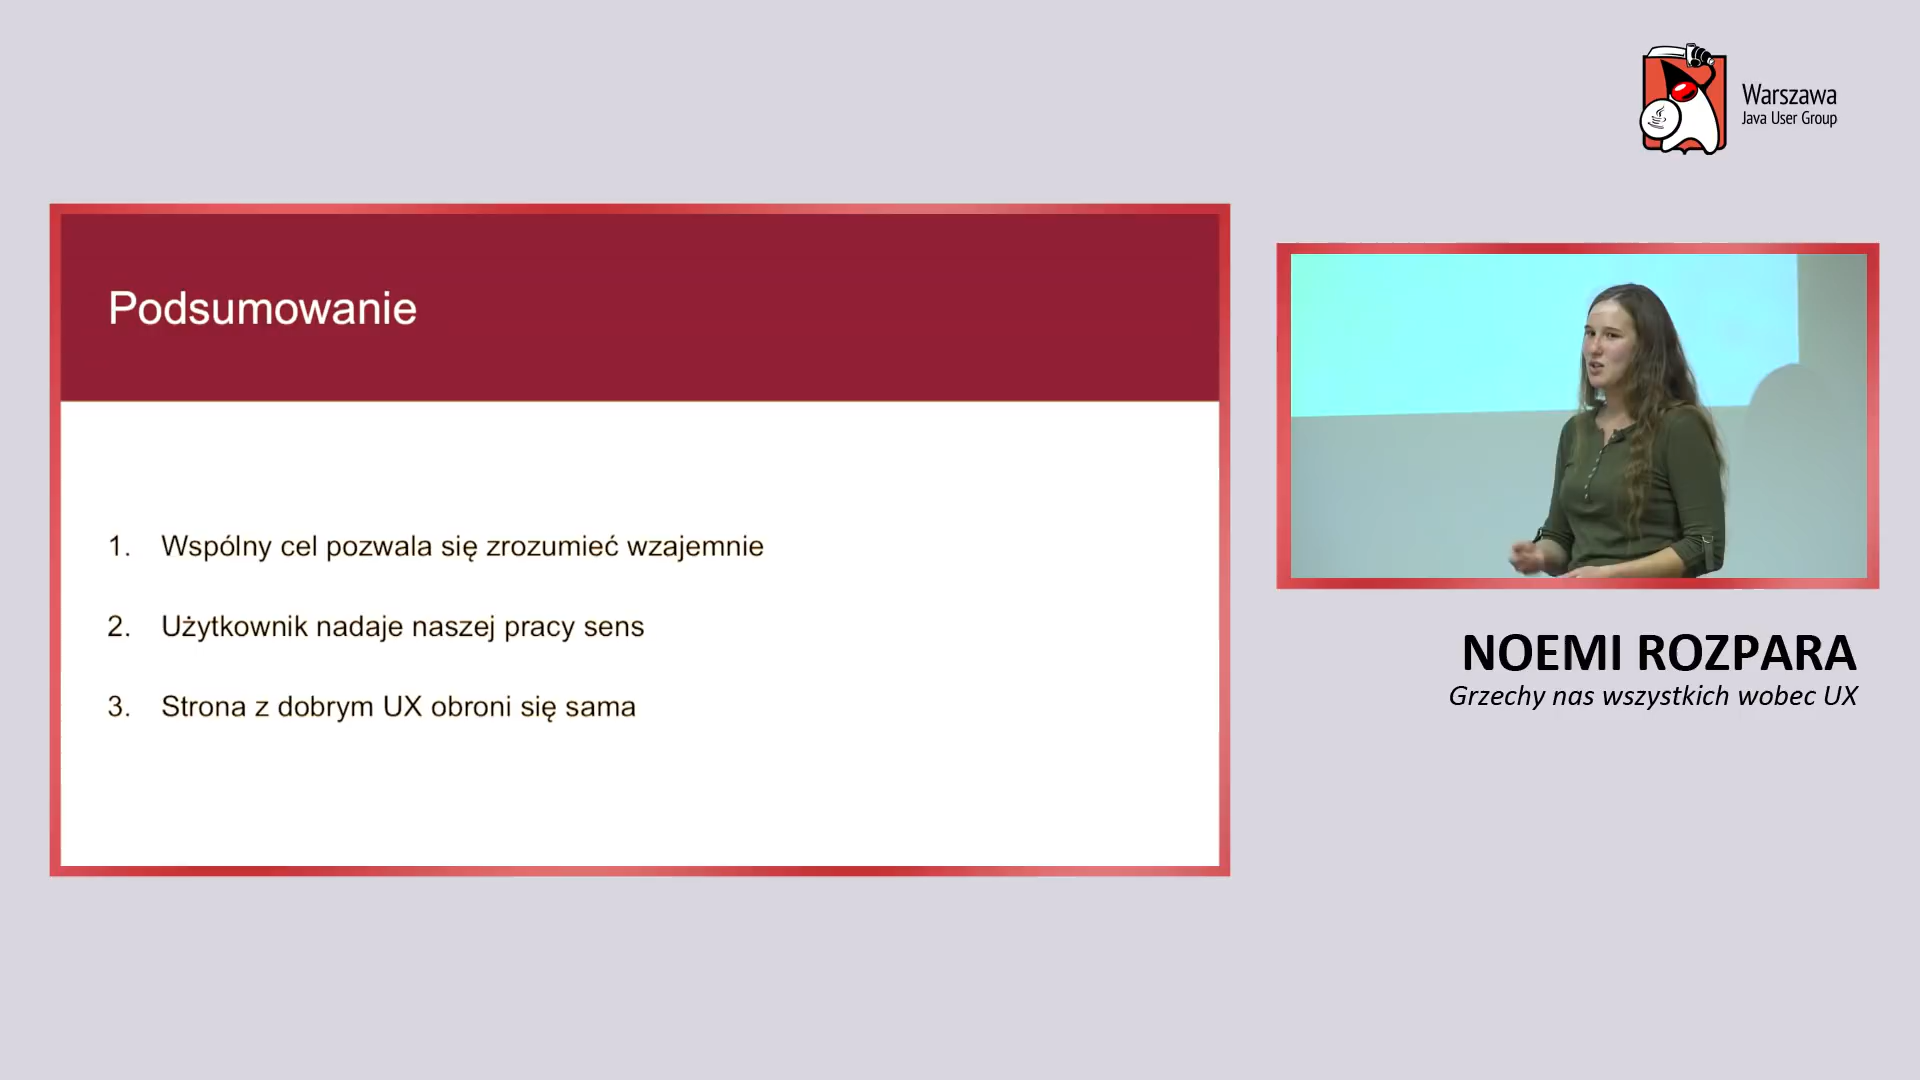 Warszawa
Java User Group
Podsumowanie
1. Wspólny cel pozwala się zrozumieć wzajemnie
2. Użytkownik nadaje naszej pracy sens
3. Strona z dobrym UX obroni się sama
NOEMI ROZPARA
Grzechy nas wszystkich wobec UX